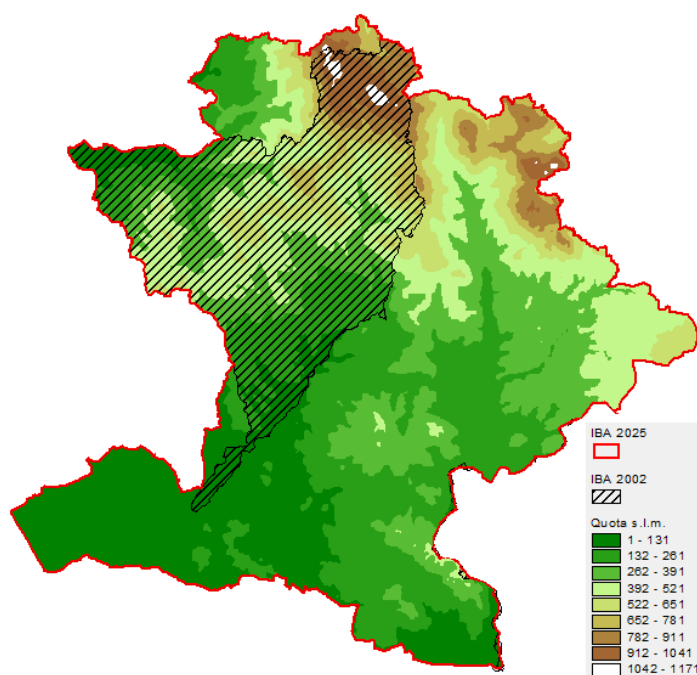 IBA 2025
IBA 2002
Quota s.l.m.
1 - 131
132 - 261
262 - 391
392 - 521
522 - 651
652 - 781
782 - 911
912 - 1041
1042 - 1171